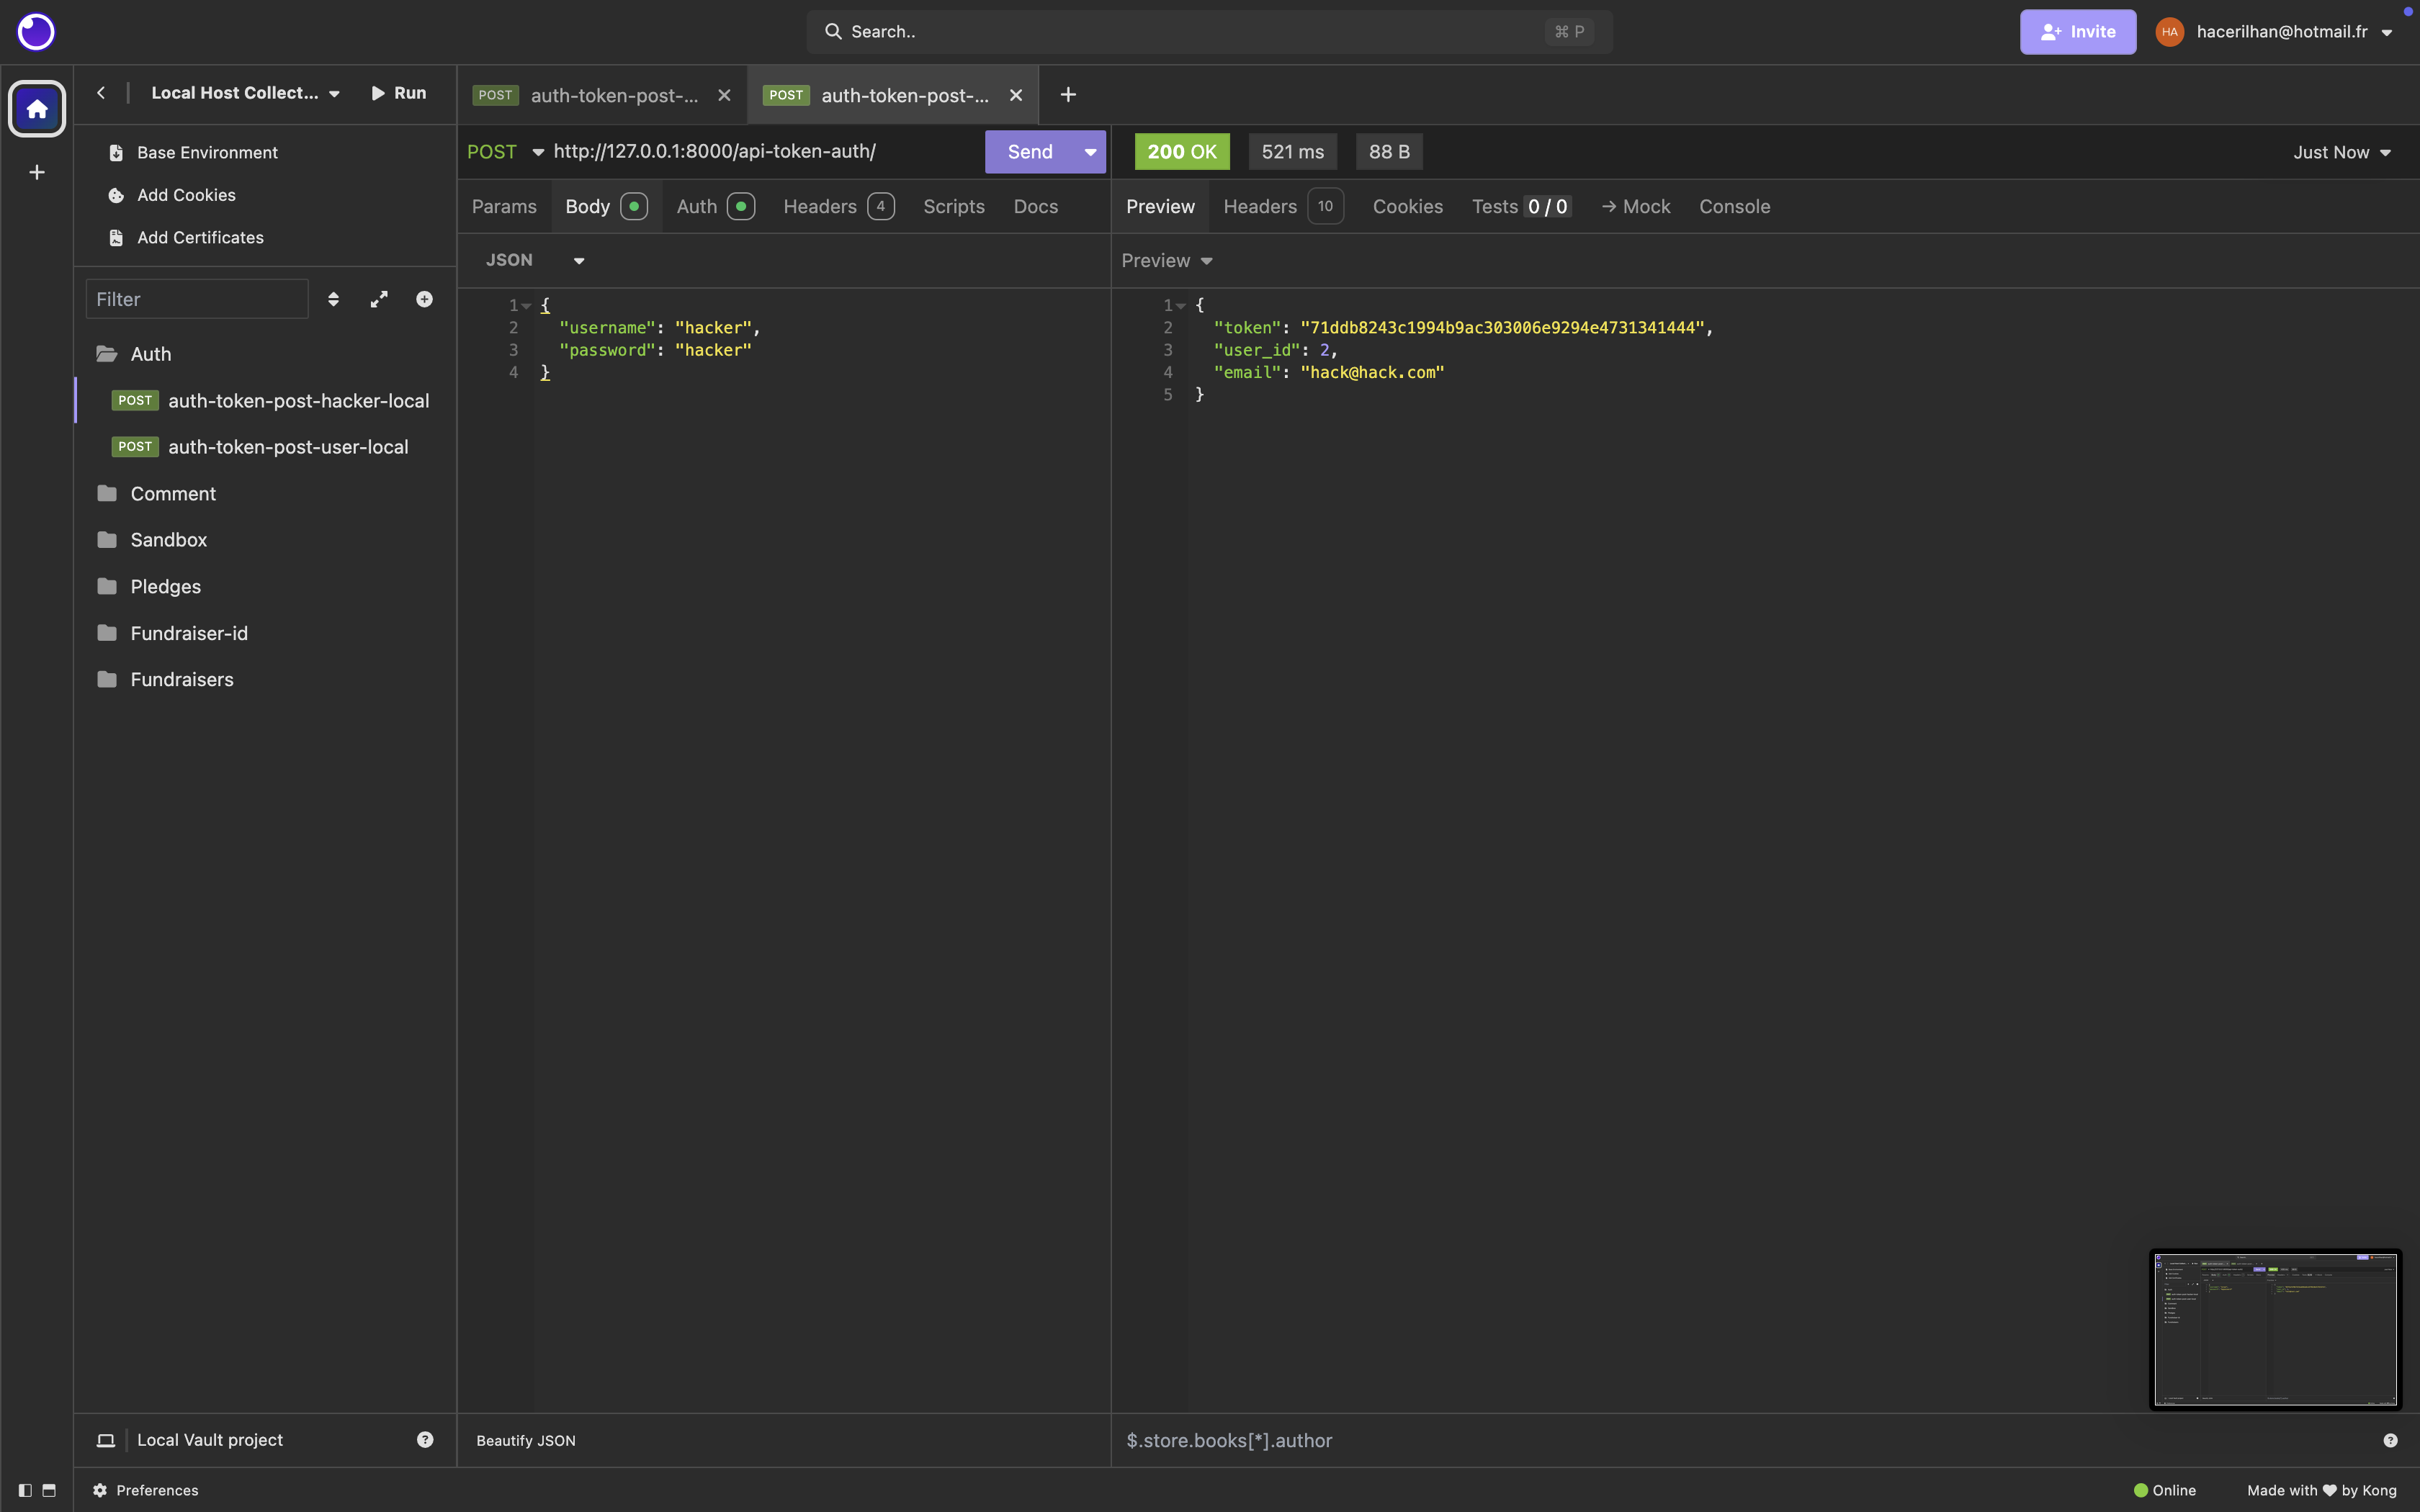 Search..
⌘ P
Invite
HA
hacerilhan@hotmail.fr
Local Host Collect...
Run
POST auth-token-post-...
POST auth-token-post-...
Base Environment
Add Cookies
Add Certificates
Filter
Auth
POST auth-token-post-hacker-local
POST auth-token-post-user-local
Comment
Sandbox
Pledges
Fundraiser-id
Fundraisers
Local Vault project
POST http://127.0.0.1:8000/api-token-auth/
Send
Params Body Auth Headers 4 Scripts Docs
JSON
1 {
2 "username": "hacker",
3 "password": "hacker"
4 }
Beautify JSON
200 OK 521 ms 88 B
Just Now
Preview Headers 10 Cookies Tests 0 / 0 → Mock Console
Preview
1 {
2 "token": "71ddb8243c1994b9ac303006e9294e4731341444",
3 "user_id": 2,
4 "email": "hack@hack.com"
5 }
$.store.books[*].author
Preferences
Online
Made with ♥ by Kong